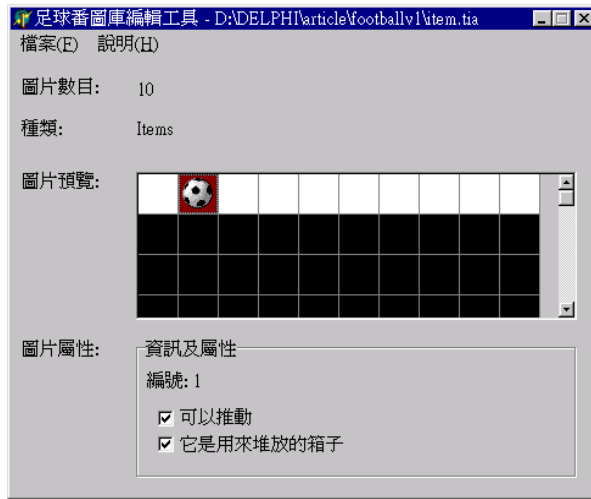 足球番圖庫編輯工具 - D:\DELPHI\article\footballv1\item.tia
檔案(F) 說明(H)
圖片數目: 10
種類: Items
圖片預覽:
圖片屬性: 資訊及屬性
編號: 1
可以推動
它是用來堆放的箱子